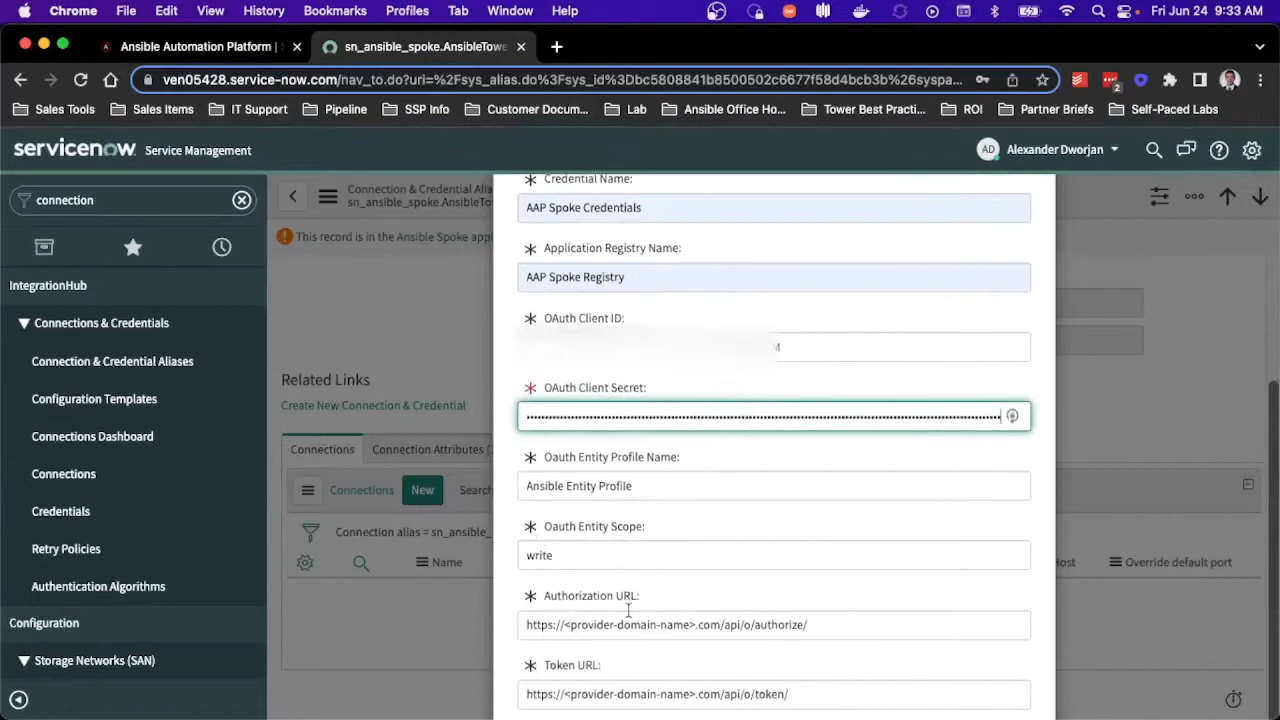 Chrome File Edit View History Bookmarks Profiles Tab Window Help Fri Jun 24 9:33 AM
Ansible Automation Platform |
sn_ansible_spoke.AnsibleTowe
ven05428.service-now.com/nav_to.do?uri=%2Fsys_alias.do%3Fsys_id%3Dbc5808841b8500502c6677f58d4bcb3b%26syspa...
2
Sales Tools Sales Items IT Support Pipeline SSP Info Customer Docum... Lab Ansible Office Ho... Tower Best Practi... ROI Partner Briefs Self-Paced Labs
servicenow Service Management
AD Alexander Dworjan
connection
IntegrationHub
Connections & Credentials
Connection & Credential Aliases
Configuration Templates
Connections Dashboard
Connections
Credentials
Retry Policies
Authentication Algorithms
Configuration
Storage Networks (SAN)
Connection & Credential Alia
sn_ansible_spoke.AnsibleTow
This record is in the Ansible Spoke appl
Related Links
Create New Connection & Credential
Connections Connection Attributes (
Connections New Search
Connection alias = sn_ansible_
Name
Host
Override default port
* Credential Name:
AAP Spoke Credentials
* Application Registry Name:
AAP Spoke Registry
* OAuth Client ID:
M
* OAuth Client Secret:
* Oauth Entity Profile Name:
Ansible Entity Profile
* Oauth Entity Scope:
write
* Authorization URL:
https://<provider-domain-name>.com/api/o/authorize/
* Token URL:
https://<provider-domain-name>.com/api/o/token/